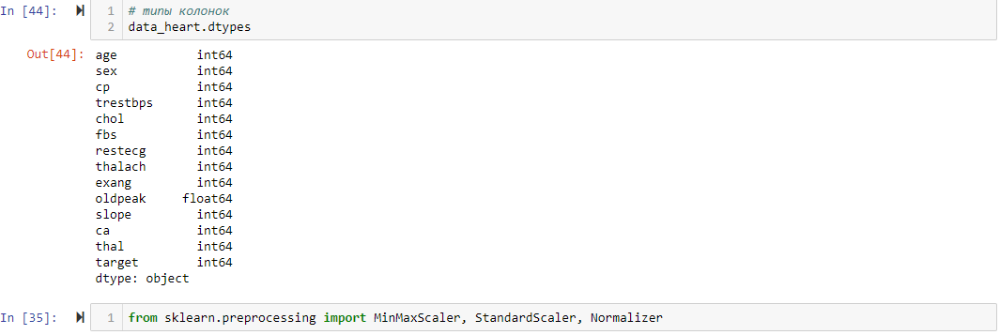 In [44]: 1 # типы колонок
2 data_heart.dtypes
Out[44]: age int64
sex int64
cp int64
trestbps int64
chol int64
fbs int64
restecg int64
thalach int64
exang int64
oldpeak float64
slope int64
ca int64
thal int64
target int64
dtype: object
In [35]: 1 from sklearn.preprocessing import MinMaxScaler, StandardScaler, Normalizer